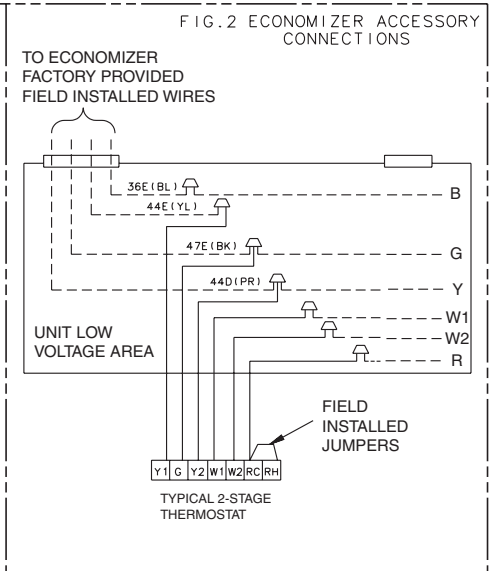 FIG.2 ECONOMIZER ACCESSORY
CONNECTIONS
TO ECONOMIZER
FACTORY PROVIDED
FIELD INSTALLED WIRES
36E(BL)
B
44E(YL)
47E(BK)
G
44D(PR)
Y
W1
UNIT LOW
VOLTAGE AREA
W2
R
FIELD
INSTALLED
JUMPERS
Y1 G Y2 W1 W2 RC RH
TYPICAL 2-STAGE
THERMOSTAT